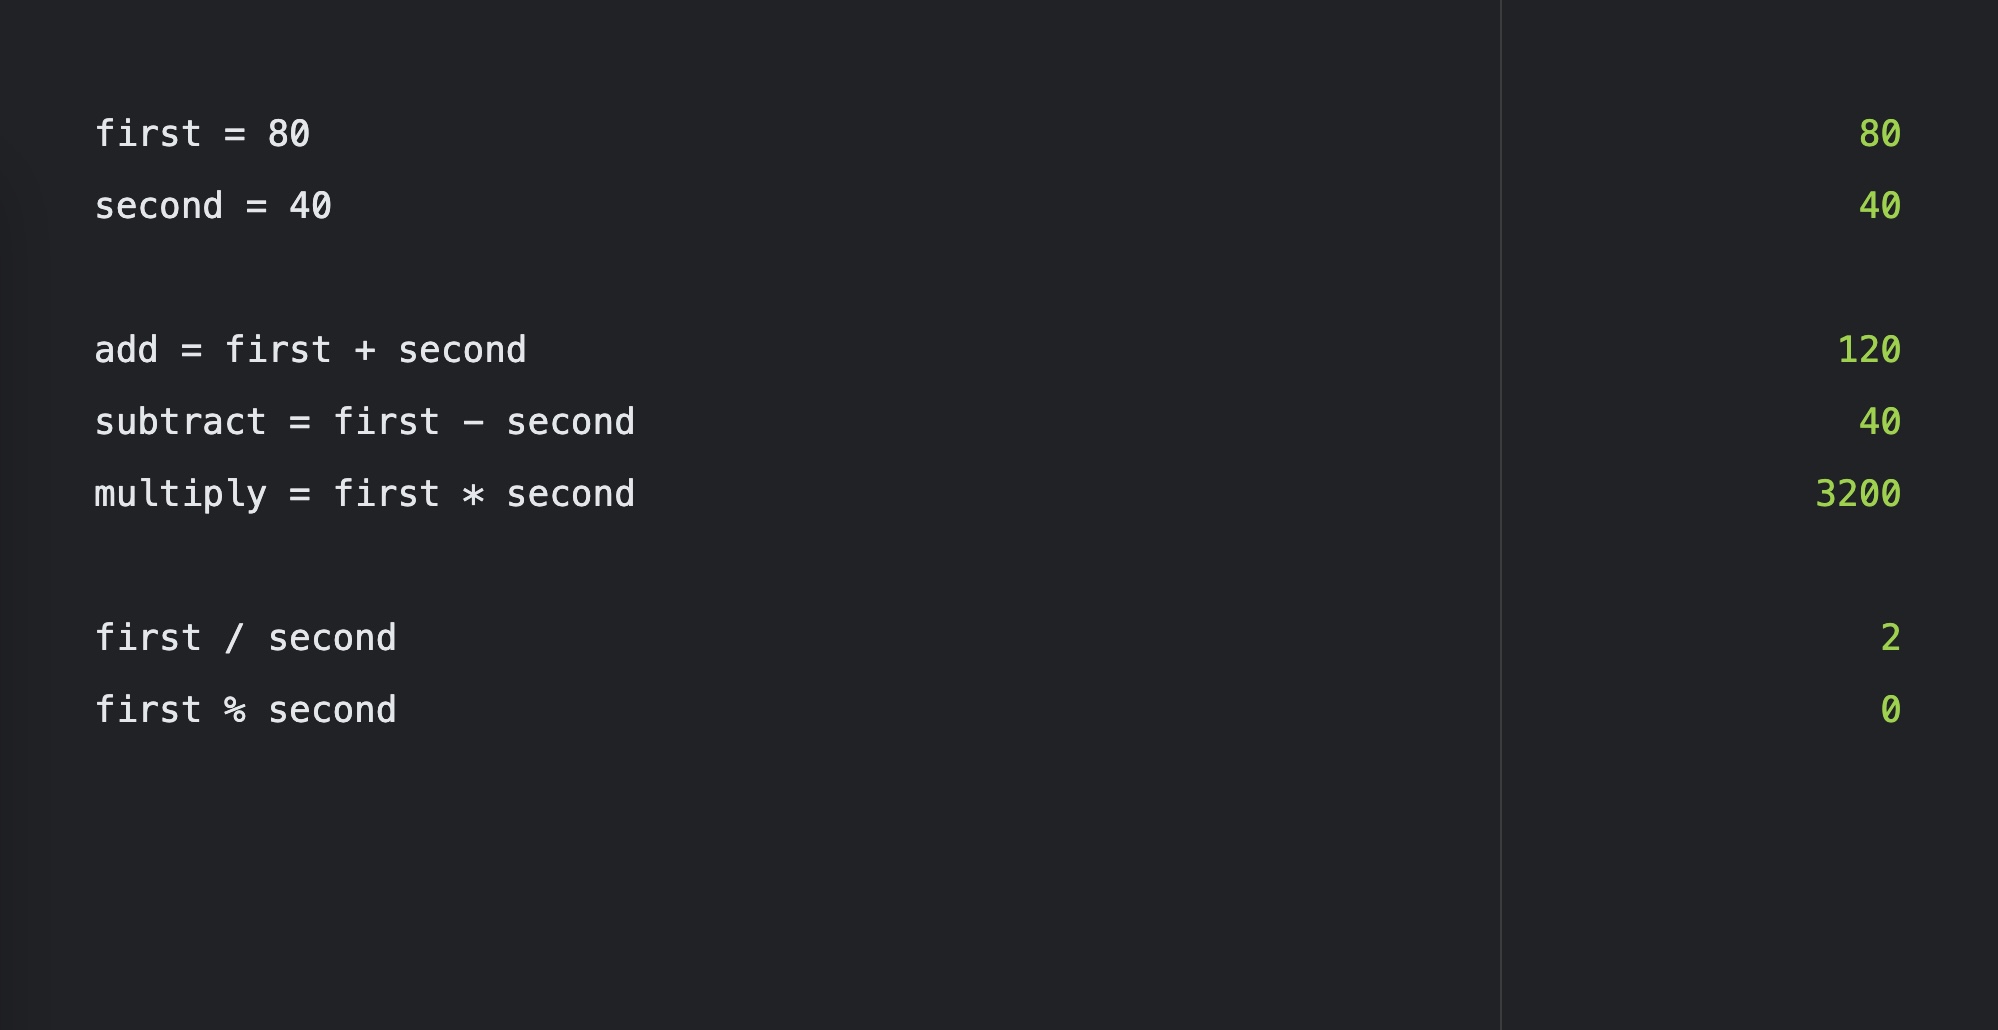 first = 80 80
second = 40 40
add = first + second 120
subtract = first - second 40
multiply = first * second 3200
first / second 2
first % second 0